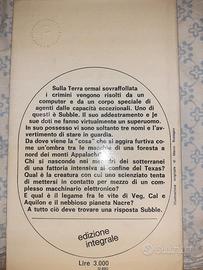 Sulla Terra ormai sovraffollata
i crimini vengono risolti da un
computer e da un corpo speciale di
agenti dalle capacità eccezionali. Uno di
questi è Subble. Il suo addestramento e le
sue doti ne fanno virtualmente un superuomo.
In suo possesso vi sono soltanto tre nomi e l'av-
vertimento di stare in guardia.
Da dove viene la "cosa" che si aggira furtiva co-
me un'ombra tra le macchie di una foresta a
nord dei monti Appalachi?
Chi si nasconde nei meandri dei sotterranei
di una fattoria intensiva ai confine del Texas?
Qual è la creatura con cui uno scienziato tenta
di mettersi in contatto per mezzo di un com-
plesso macchinario elettronico?
E qual è il legame fra le vite di Veg, Cal
e Aquilon e il nebbioso pianeta Nacre?
A tutto ciò deve trovare una risposta Subble.
edizione
integrale
Lire 3.000
subito